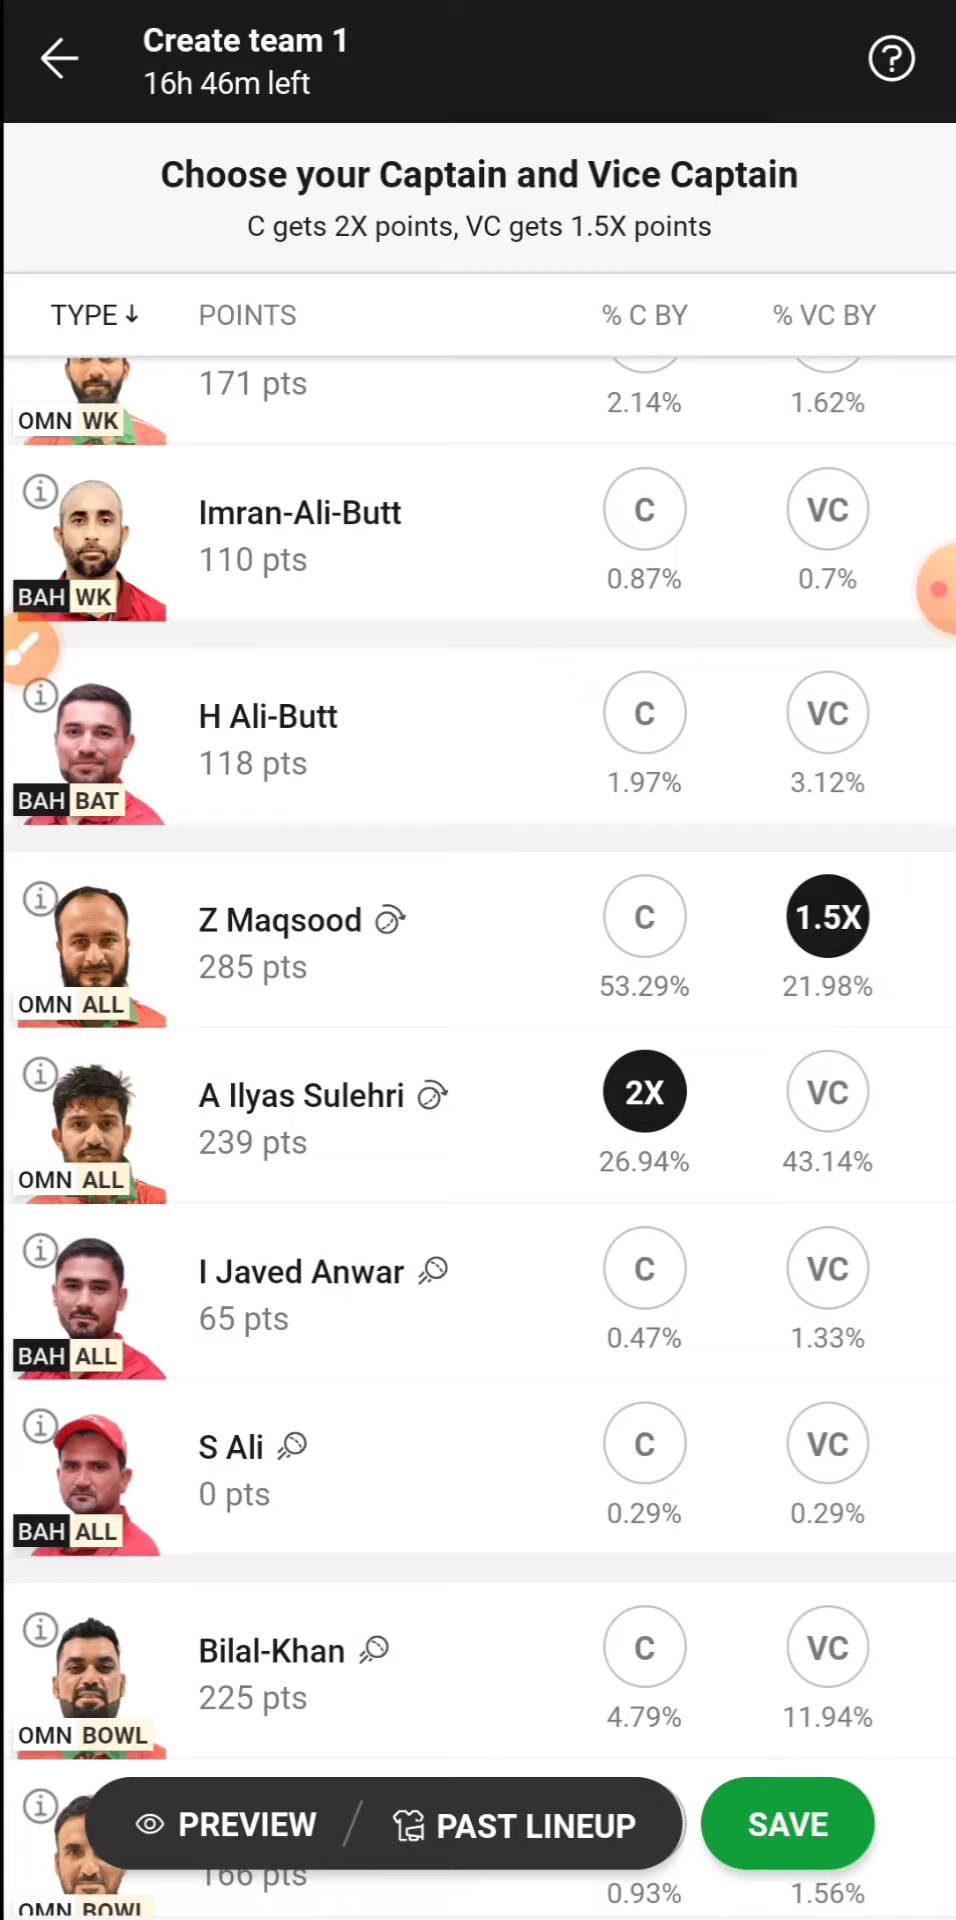 Create team 1
16h 46m left
Choose your Captain and Vice Captain
C gets 2X points, VC gets 1.5X points
TYPE↓ POINTS % C BY % VC BY
171 pts 2.14% 1.62%
OMN WK
Imran-Ali-Butt C VC
110 pts 0.87% 0.7%
BAH WK
H Ali-Butt C VC
118 pts 1.97% 3.12%
BAH BAT
Z Maqsood C 1.5X
285 pts 53.29% 21.98%
OMN ALL
A Ilyas Sulehri 2X VC
239 pts 26.94% 43.14%
OMN ALL
I Javed Anwar C VC
65 pts 0.47% 1.33%
BAH ALL
S Ali C VC
0 pts 0.29% 0.29%
BAH ALL
Bilal-Khan C VC
225 pts 4.79% 11.94%
OMN BOWL
PREVIEW / PAST LINEUP SAVE
166 pts 0.93% 1.56%
OMN BOWL